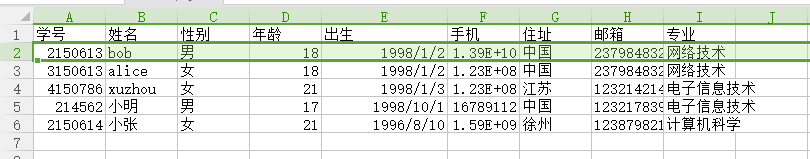 A B C D E F G H I J
1 学号 姓名 性别 年龄 出生 手机 住址 邮箱 专业
2 2150613 bob 男 18 1998/1/2 1.39E+10 中国 237984832 网络技术
3 3150613 alice 女 18 1998/1/2 1.23E+08 中国 237984832 网络技术
4 4150786 xuzhou 女 21 1998/1/3 1.23E+08 江苏 123214214 电子信息技术
5 214562 小明 男 17 1998/10/1 16789112 中国 123217839 电子信息技术
6 2150614 小张 女 21 1996/8/10 1.59E+09 徐州 123879821 计算机科学
7